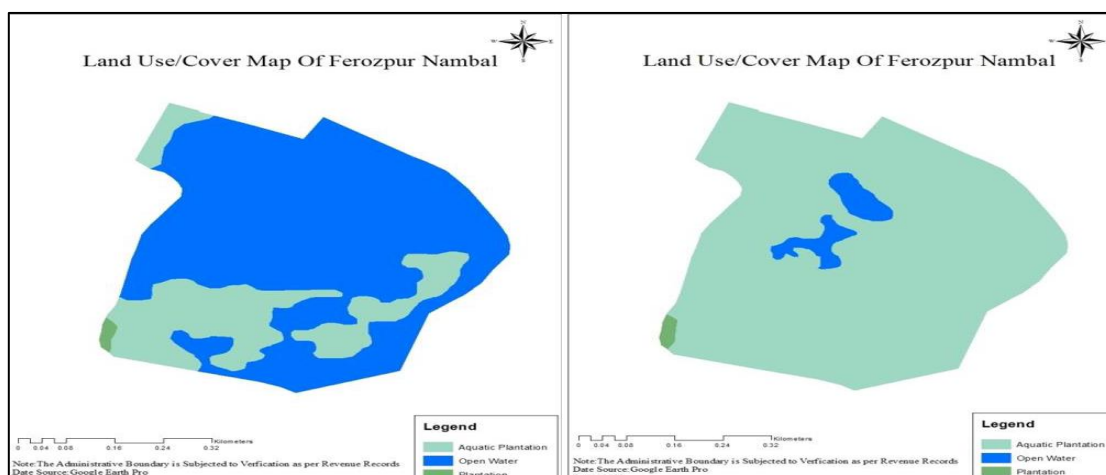 N
W E
S
Land Use/Cover Map Of Ferozpur Nambal
Legend
Aquatic Plantation
Open Water
Plantation
Kilometers
0 0.04 0.08 0.16 0.24 0.32
Note:The Administrative Boundary is Subjected to Verfication as per Revenue Records
Date Source:Google Earth Pro
N
W E
S
Land Use/Cover Map Of Ferozpur Nambal
Legend
Aquatic Plantation
Open Water
Plantation
Kilometers
0 0.04 0.08 0.16 0.24 0.32
Note:The Administrative Boundary is Subjected to Verfication as per Revenue Records
Date Source:Google Earth Pro